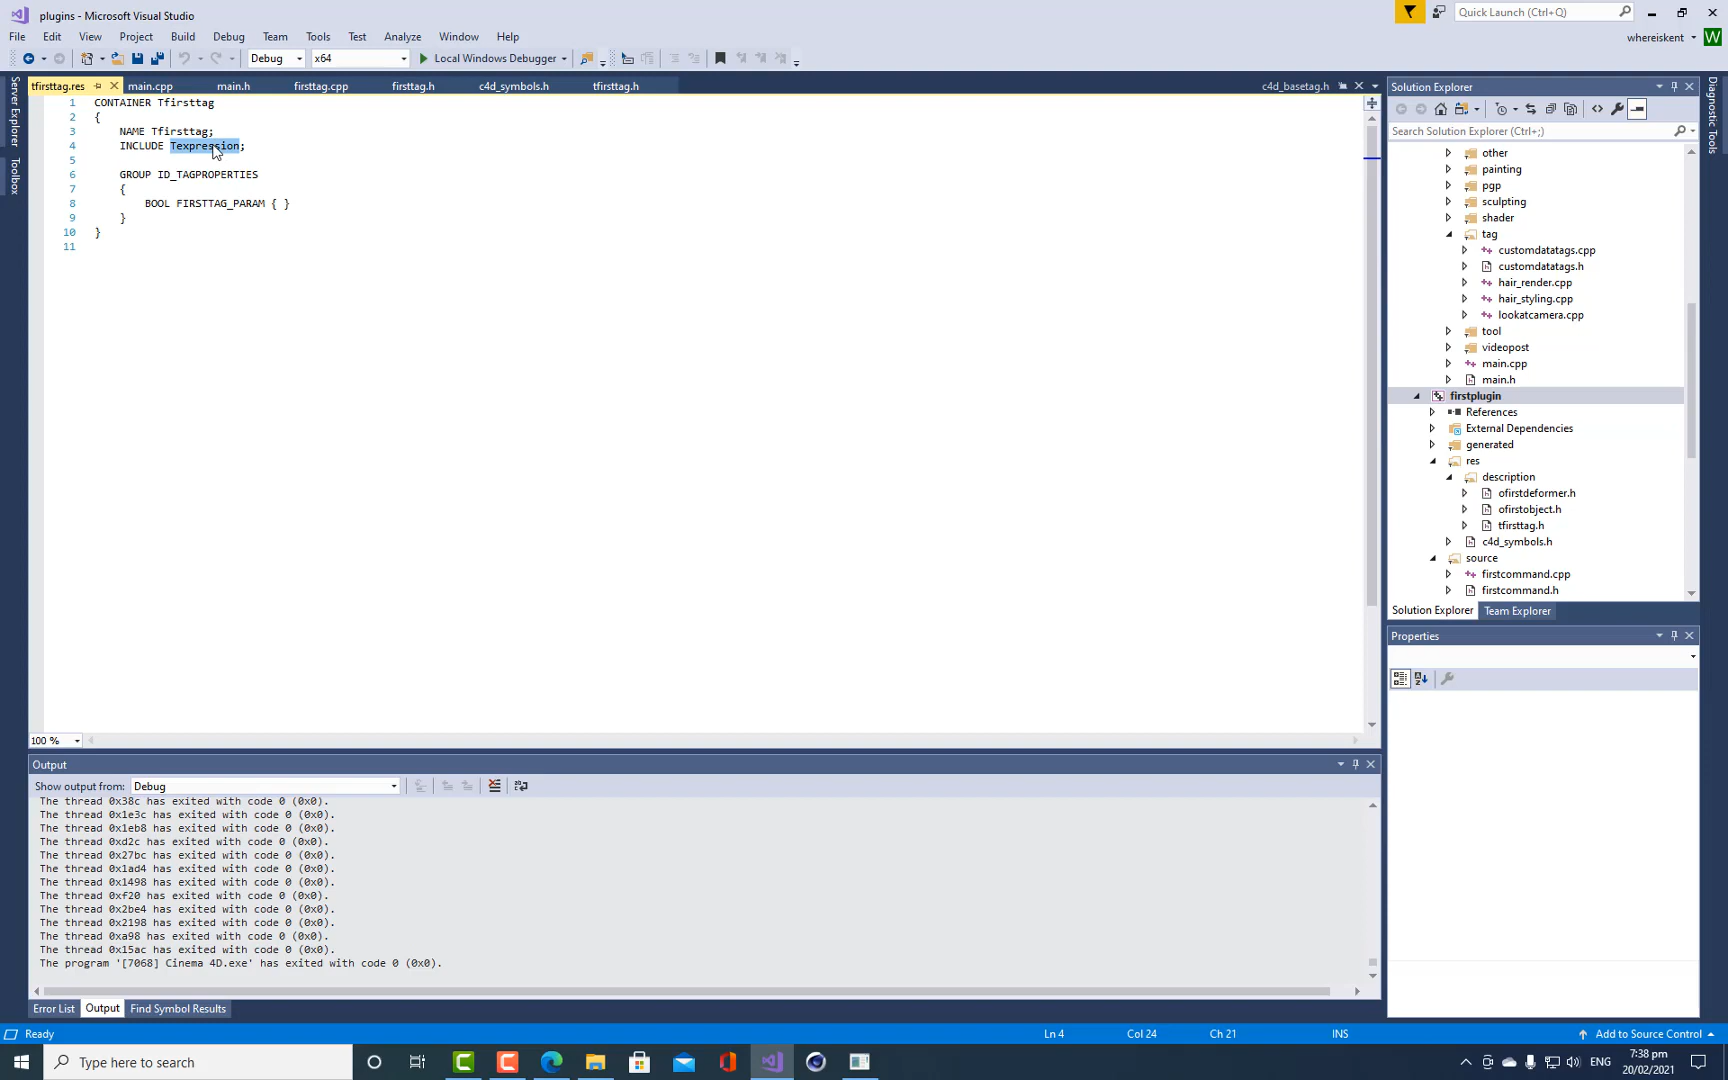 plugins - Microsoft Visual Studio
Quick Launch (Ctrl+Q)
File Edit View Project Build Debug Team Tools Test Analyze Window Help
whereiskent W
Debug x64 Local Windows Debugger
Server Explorer
Toolbox
Diagnostic Tools
tfirsttag.res main.cpp main.h firsttag.cpp firsttag.h c4d_symbols.h tfirsttag.h c4d_basetag.h
1 CONTAINER Tfirsttag
2 {
3 NAME Tfirsttag;
4 INCLUDE Texpression;
5
6 GROUP ID_TAGPROPERTIES
7 {
8 BOOL FIRSTTAG_PARAM { }
9 }
10 }
11
100 %
Solution Explorer
Search Solution Explorer (Ctrl+;)
other
painting
pgp
sculpting
shader
tag
customdatatags.cpp
customdatatags.h
hair_render.cpp
hair_styling.cpp
lookatcamera.cpp
tool
videopost
main.cpp
main.h
firstplugin
References
External Dependencies
generated
res
description
ofirstdeformer.h
ofirstobject.h
tfirsttag.h
c4d_symbols.h
source
firstcommand.cpp
firstcommand.h
Solution Explorer Team Explorer
Properties
Output
Show output from: Debug
The thread 0x38c has exited with code 0 (0x0).
The thread 0x1e3c has exited with code 0 (0x0).
The thread 0x1eb8 has exited with code 0 (0x0).
The thread 0xd2c has exited with code 0 (0x0).
The thread 0x27bc has exited with code 0 (0x0).
The thread 0x1ad4 has exited with code 0 (0x0).
The thread 0x1498 has exited with code 0 (0x0).
The thread 0xf20 has exited with code 0 (0x0).
The thread 0x2be4 has exited with code 0 (0x0).
The thread 0x2198 has exited with code 0 (0x0).
The thread 0xa98 has exited with code 0 (0x0).
The thread 0x15ac has exited with code 0 (0x0).
The program '[7068] Cinema 4D.exe' has exited with code 0 (0x0).
Error List Output Find Symbol Results
Ready Ln 4 Col 24 Ch 21 INS Add to Source Control
Type here to search
ENG
7:38 pm
20/02/2021